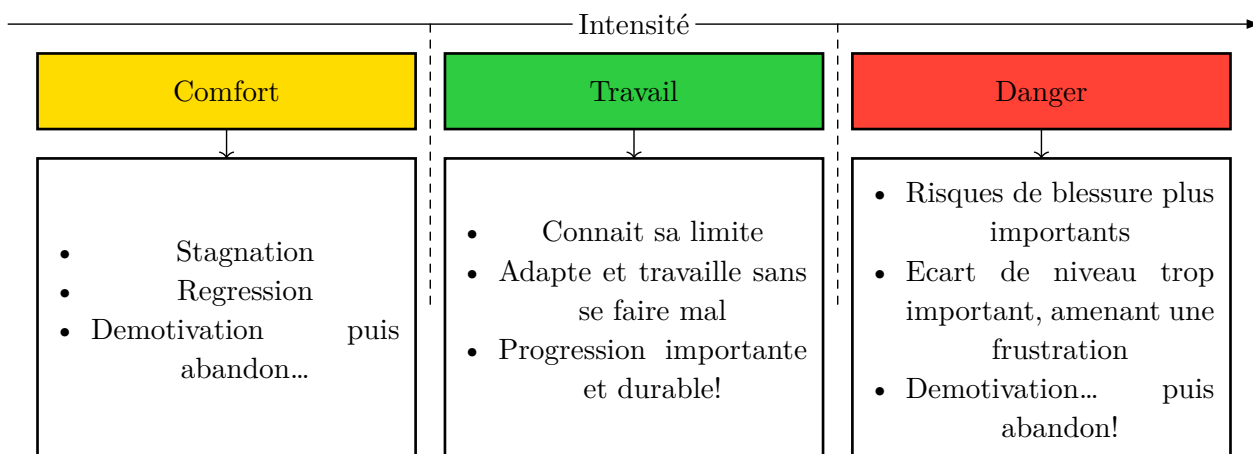 Intensité
Comfort
Travail
Danger
• Stagnation
• Regression
• Demotivation puis
abandon…
• Connait sa limite
• Adapte et travaille sans
se faire mal
• Progression importante
et durable!
• Risques de blessure plus
importants
• Ecart de niveau trop
important, amenant une
frustration
• Demotivation… puis
abandon!